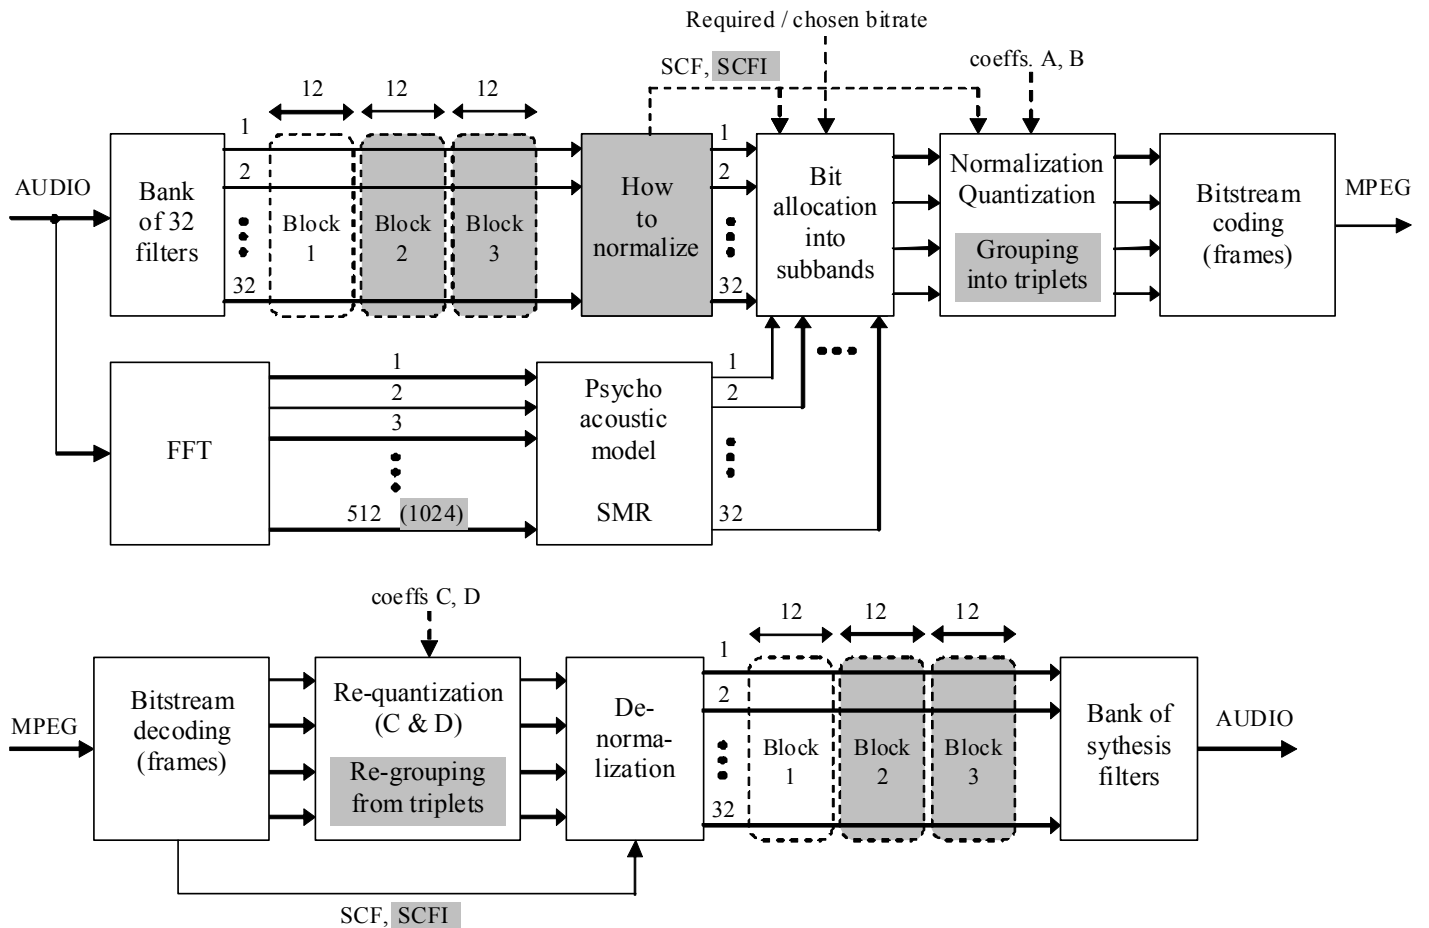 Required / chosen bitrate
SCF, SCFI
coeffs. A, B
12
12
12
AUDIO
Bank
of 32
filters
1
2
32
Block
1
Block
2
Block
3
How
to
normalize
1
2
32
Bit
allocation
into
subbands
Normalization
Quantization
Grouping
into triplets
Bitstream
coding
(frames)
MPEG
FFT
1
2
3
512 (1024)
Psycho
acoustic
model
SMR
1
2
32
coeffs C, D
12
12
12
MPEG
Bitstream
decoding
(frames)
Re-quantization
(C & D)
Re-grouping
from triplets
De-
norma-
lization
1
2
32
Block
1
Block
2
Block
3
Bank of
sythesis
filters
AUDIO
SCF, SCFI